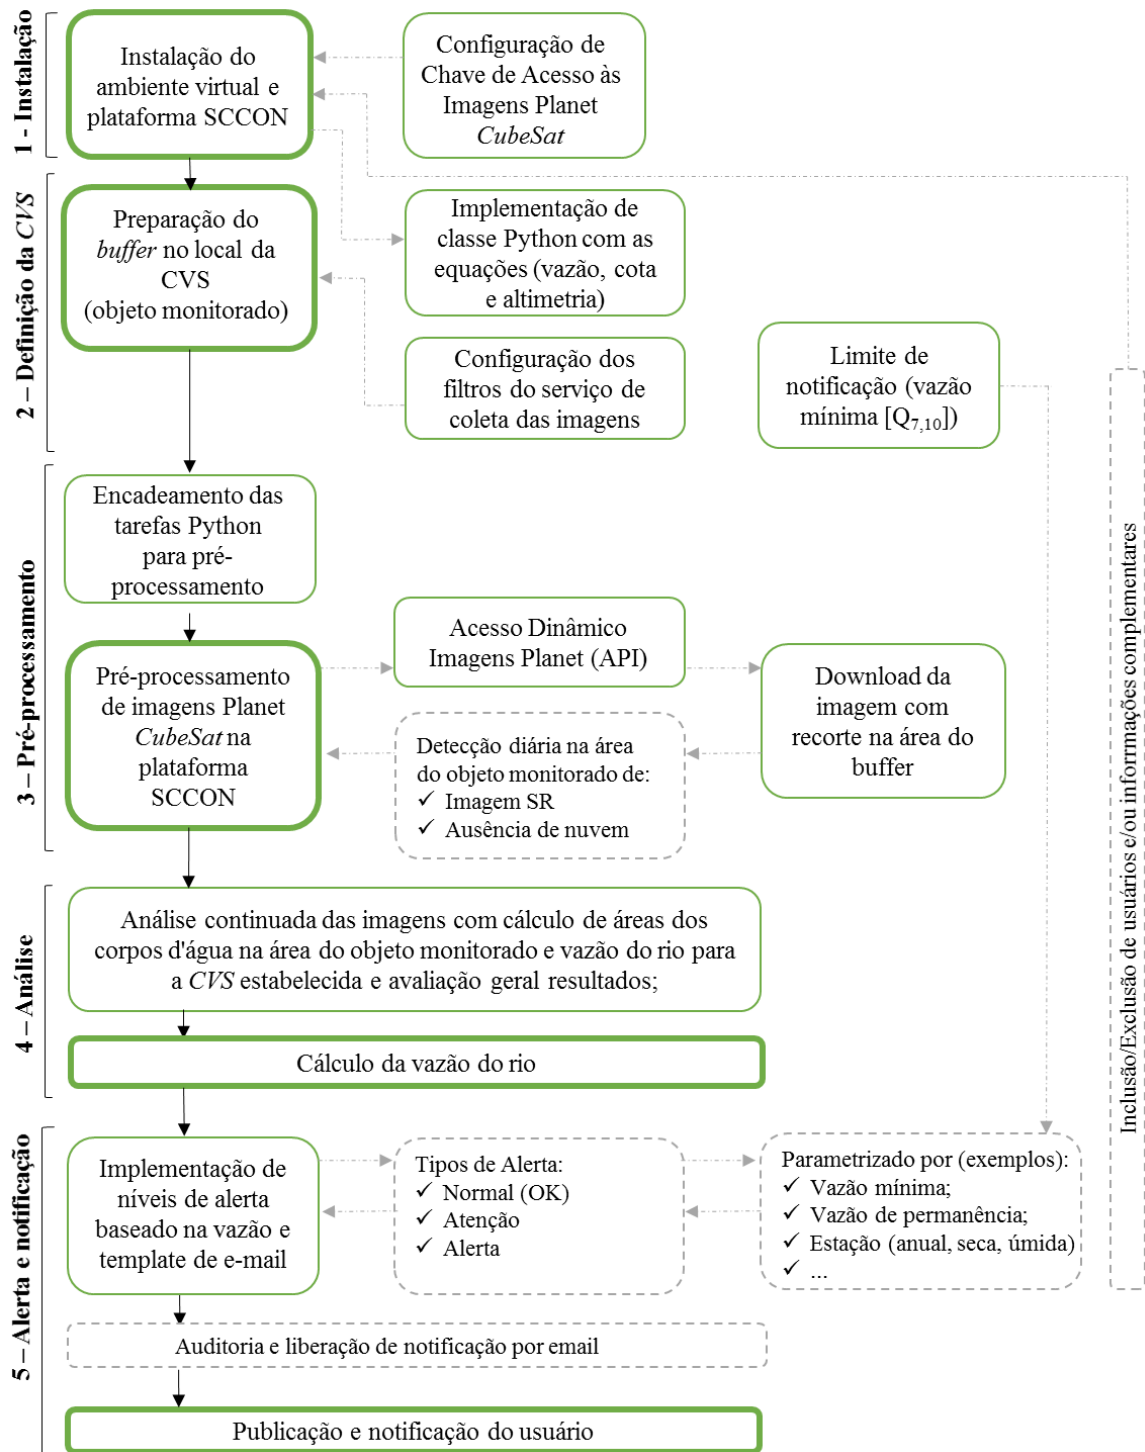 1 - Instalação
Instalação do
ambiente virtual e
plataforma SCCON
Configuração de
Chave de Acesso às
Imagens Planet
CubeSat
2 – Definição da CVS
Preparação do
buffer no local da
CVS
(objeto monitorado)
Implementação de
classe Python com as
equações (vazão, cota
e altimetria)
Configuração dos
filtros do serviço de
coleta das imagens
Limite de
notificação (vazão
mínima [Q7,10])
Inclusão/Exclusão de usuários e/ou informações complementares
3 – Pré-processamento
Encadeamento das
tarefas Python
para pré-
processamento
Pré-processamento
de imagens Planet
CubeSat na
plataforma
SCCON
Acesso Dinâmico
Imagens Planet (API)
Download da
imagem com
recorte na área do
buffer
Detecção diária na área
do objeto monitorado de:
✓ Imagem SR
✓ Ausência de nuvem
4 – Análise
Análise continuada das imagens com cálculo de áreas dos
corpos d'água na área do objeto monitorado e vazão do rio para
a CVS estabelecida e avaliação geral resultados;
Cálculo da vazão do rio
5 – Alerta e notificação
Implementação de
níveis de alerta
baseado na vazão e
template de e-mail
Tipos de Alerta:
✓ Normal (OK)
✓ Atenção
✓ Alerta
Parametrizado por (exemplos):
✓ Vazão mínima;
✓ Vazão de permanência;
✓ Estação (anual, seca, úmida)
✓ ...
Auditoria e liberação de notificação por email
Publicação e notificação do usuário